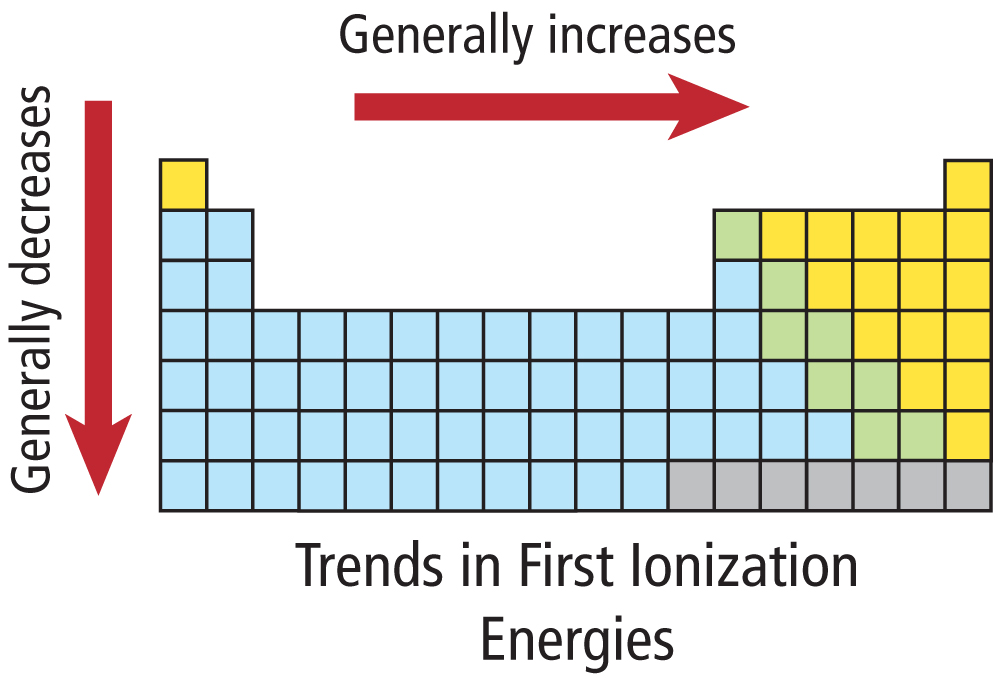 Generally increases
Generally decreases
Trends in First Ionization
Energies